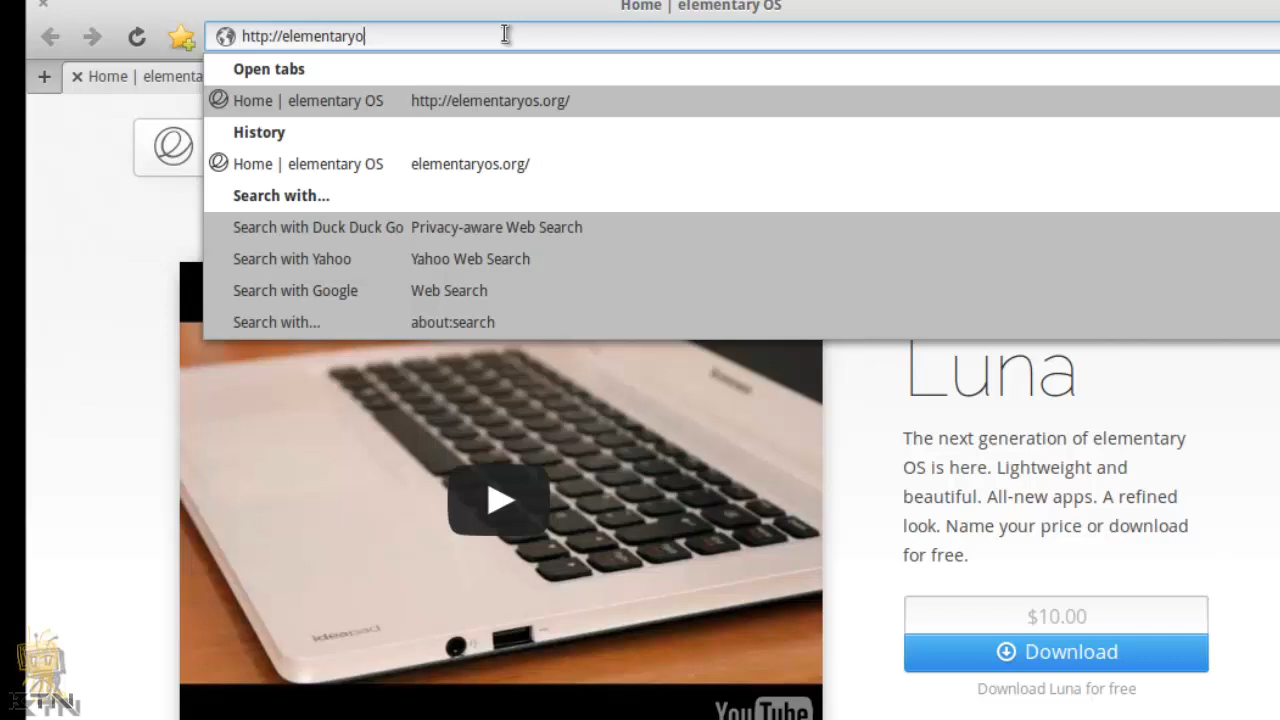 Home | elementary OS
http://elementaryo
Home | elementa
Open tabs
Home | elementary OS http://elementaryos.org/
History
Home | elementary OS elementaryos.org/
Search with...
Search with Duck Duck Go Privacy-aware Web Search
Search with Yahoo Yahoo Web Search
Search with Google Web Search
Search with... about:search
Luna
The next generation of elementary
OS is here. Lightweight and
beautiful. All-new apps. A refined
look. Name your price or download
for free.
$10.00
Download
Download Luna for free
ideapad
YouTube
KTN